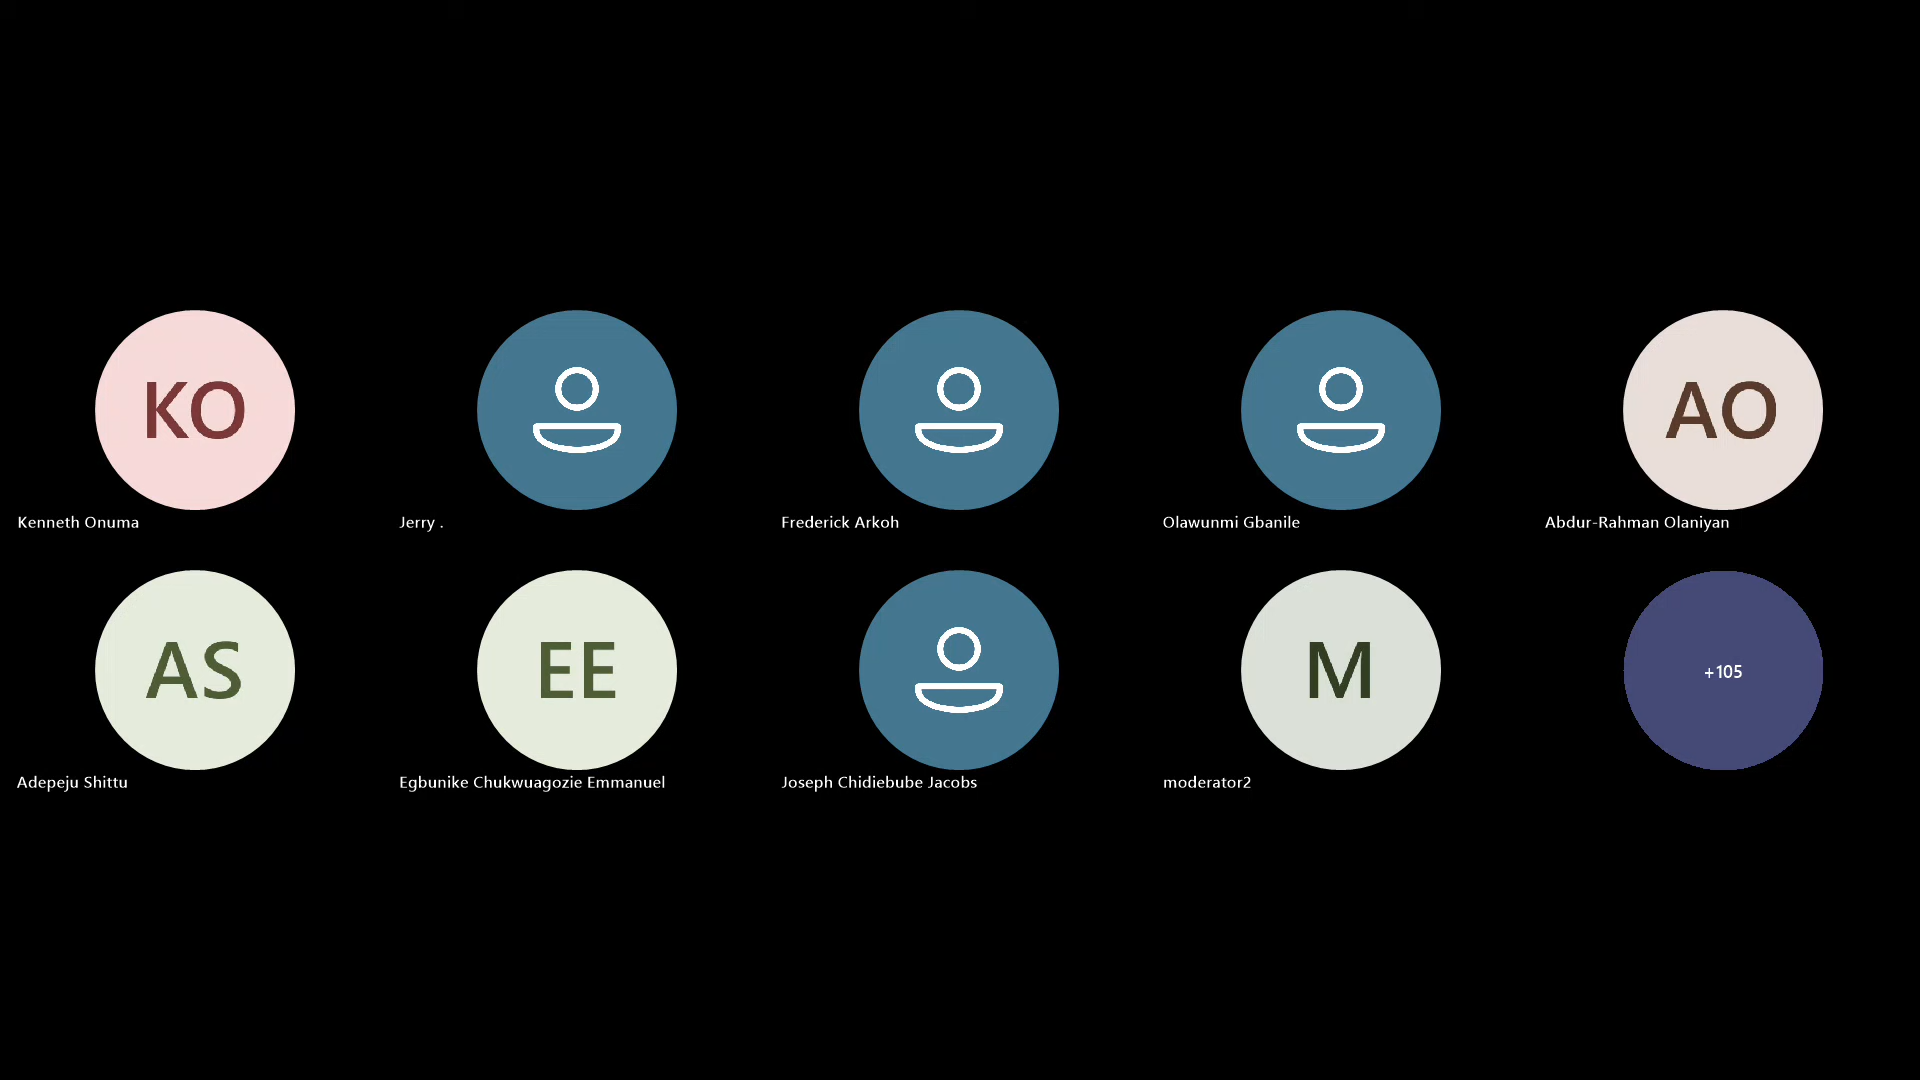 KO
AO
Kenneth Onuma
Jerry .
Frederick Arkoh
Olawunmi Gbanile
Abdur-Rahman Olaniyan
AS
EE
M
+105
Adepeju Shittu
Egbunike Chukwuagozie Emmanuel
Joseph Chidiebube Jacobs
moderator2